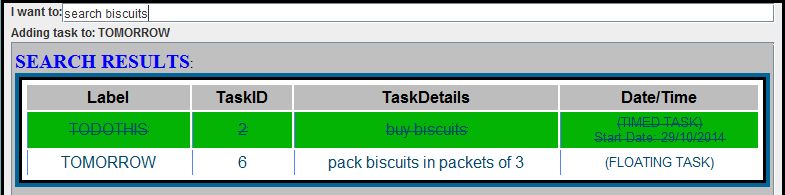 I want to: search biscuits
Adding task to: TOMORROW
SEARCH RESULTS:
Label TaskID TaskDetails Date/Time
TODOTHIS 2 buy biscuits (TIMED TASK)
Start Date: 29/10/2014
TOMORROW 6 pack biscuits in packets of 3 (FLOATING TASK)